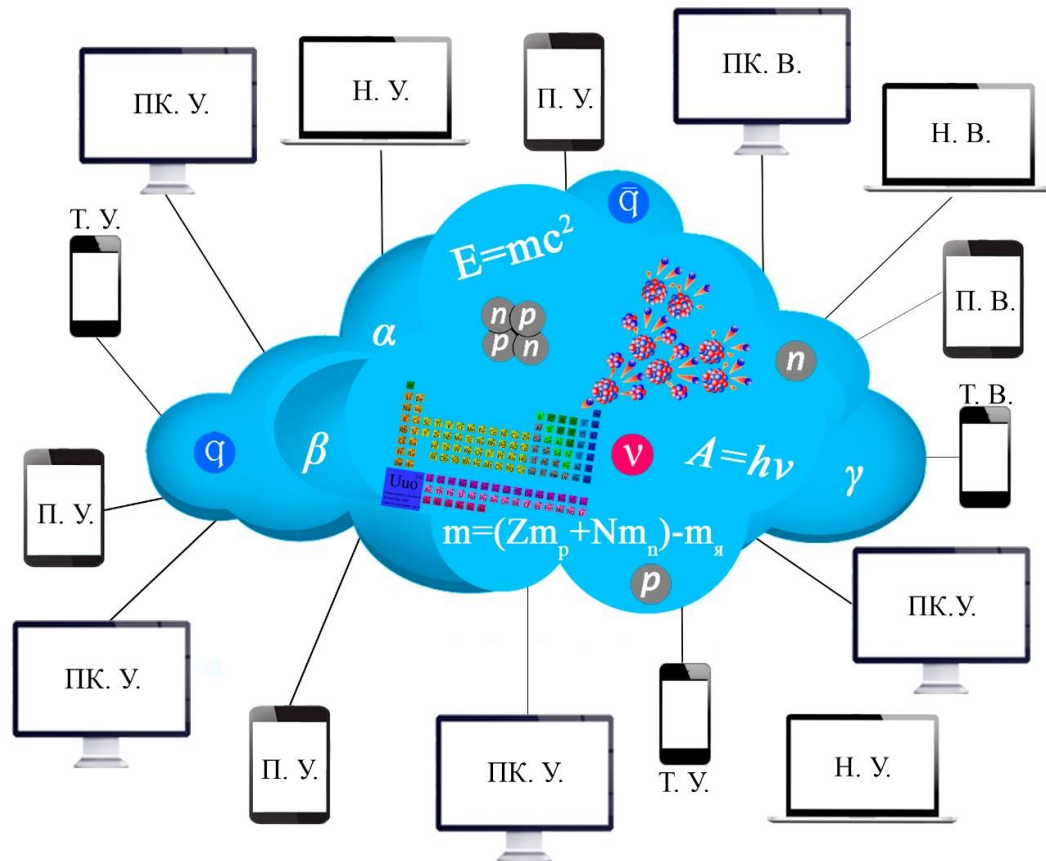 ПК. У.
Н. У.
П. У.
ПК. В.
Н. В.
Т. У.
q̄
E=mc²
П. В.
α
n p
p n
n
Т. В.
q
β
ν
A=hν
γ
Uuo
П. У.
m=(Zmₚ+Nmₙ)-mя
p
ПК.У.
ПК. У.
П. У.
ПК. У.
Т. У.
Н. У.